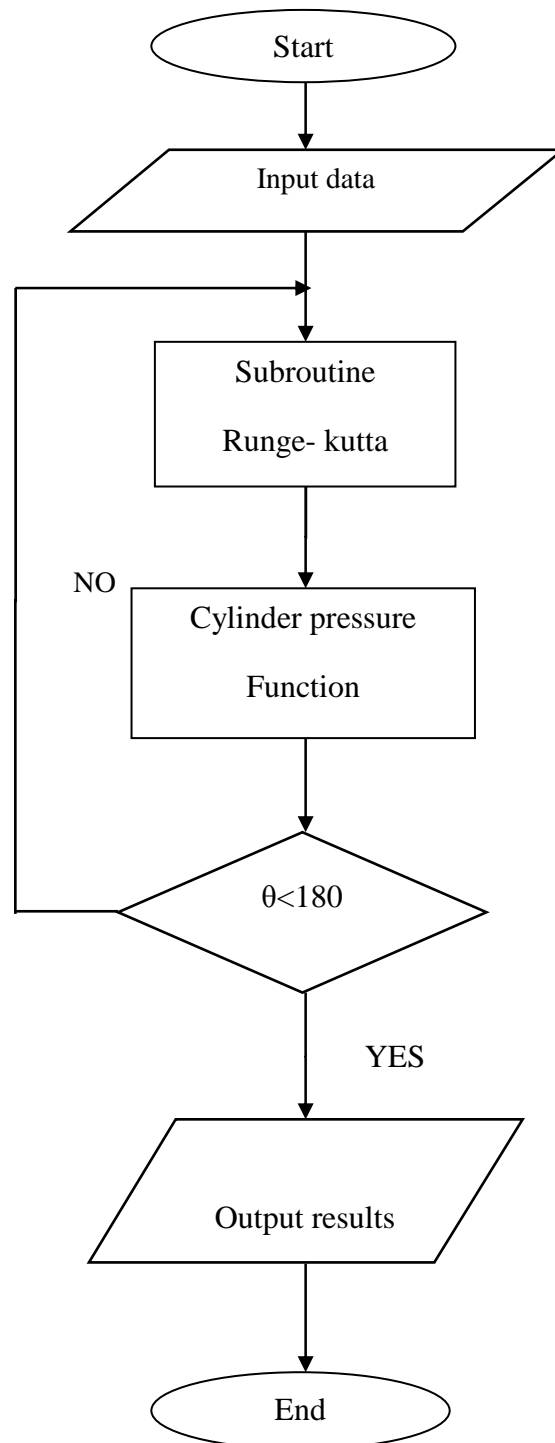 Start
Input data
Subroutine
Runge- kutta
NO
Cylinder pressure
Function
θ<180
YES
Output results
End